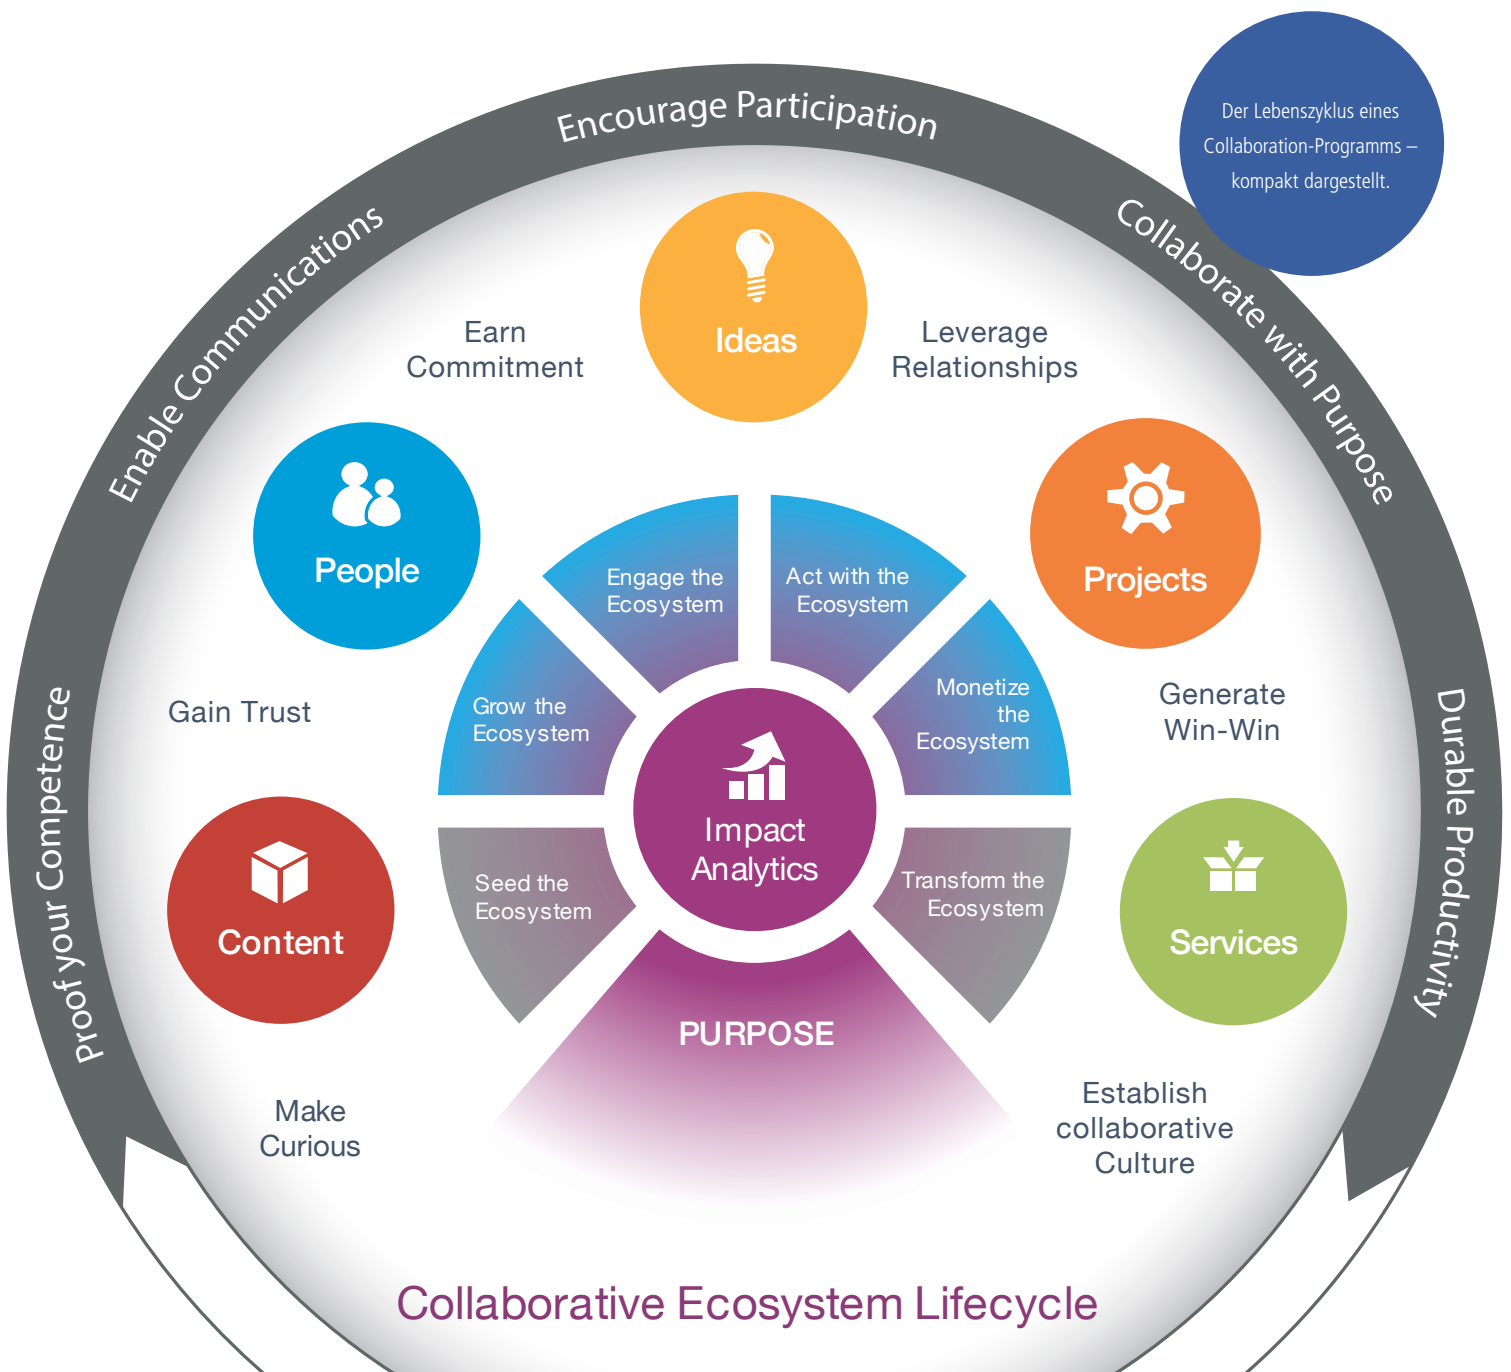 Der Lebenszyklus eines
Collaboration-Programms –
kompakt dargestellt.
Proof your Competence
Enable Communications
Encourage Participation
Collaborate with Purpose
Durable Productivity
Make
Curious
Content
Gain Trust
People
Earn
Commitment
Ideas
Leverage
Relationships
Projects
Generate
Win-Win
Services
Establish
collaborative
Culture
Seed the
Ecosystem
Grow the
Ecosystem
Engage the
Ecosystem
Act with the
Ecosystem
Monetize
the
Ecosystem
Transform the
Ecosystem
Impact
Analytics
PURPOSE
Collaborative Ecosystem Lifecycle